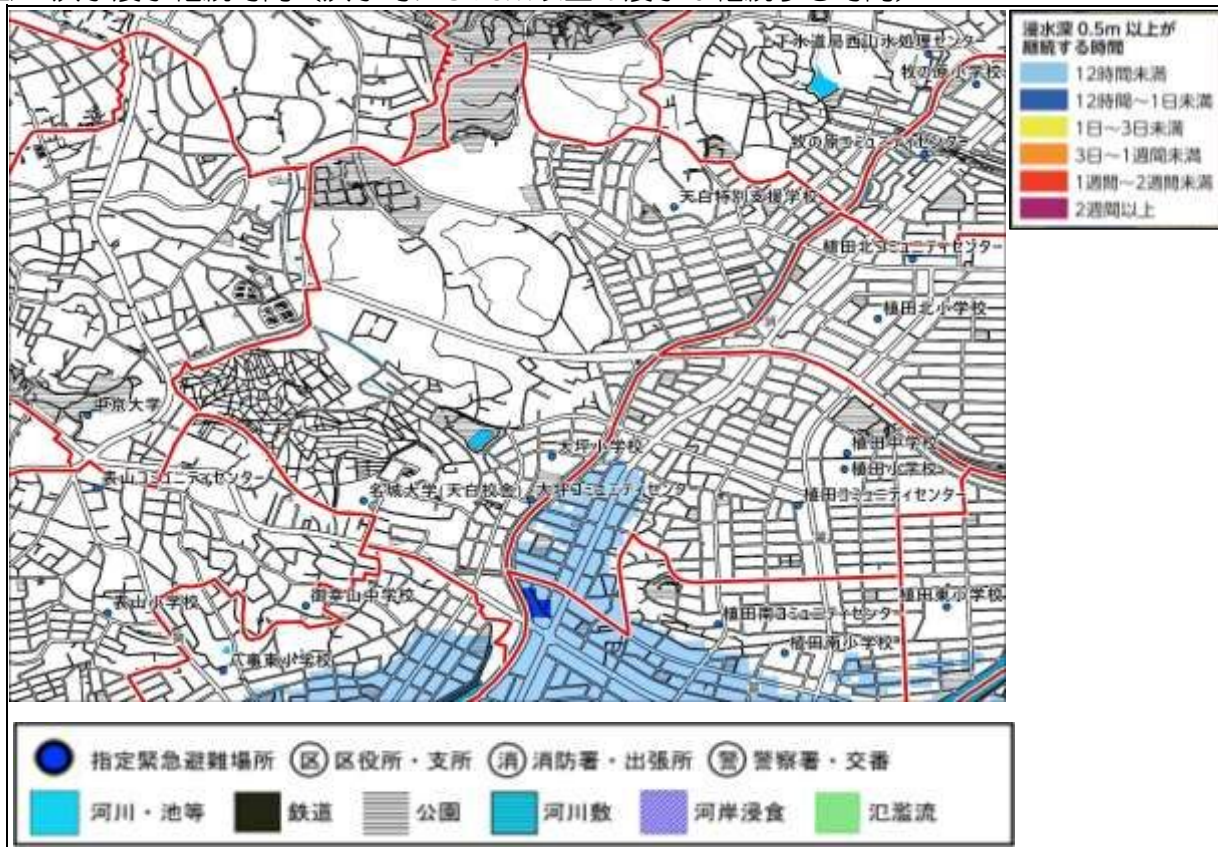 浸水深 0.5m 以上が
継続する時間
12時間未満
12時間～1日未満
1日～3日未満
3日～1週間未満
1週間～2週間未満
2週間以上
上下水道局西山水処理センター
牧の原小学校
牧の原コミュニティセンター
天白特別支援学校
植田北コミュニティセンター
植田北小学校
中京大学
植田中学校
大坪小学校
植田小学校
表山コミュニティセンター
名城大学(天白校舎)
大坪コミュニティセンター
植田コミュニティセンター
表山小学校
御幸山中学校
植田東小学校
植田南コミュニティセンター
植田南小学校
八事東小学校
指定緊急避難場所 区 区役所・支所 消 消防署・出張所 警 警察署・交番
河川・池等 鉄道 公園 河川敷 河岸侵食 氾濫流